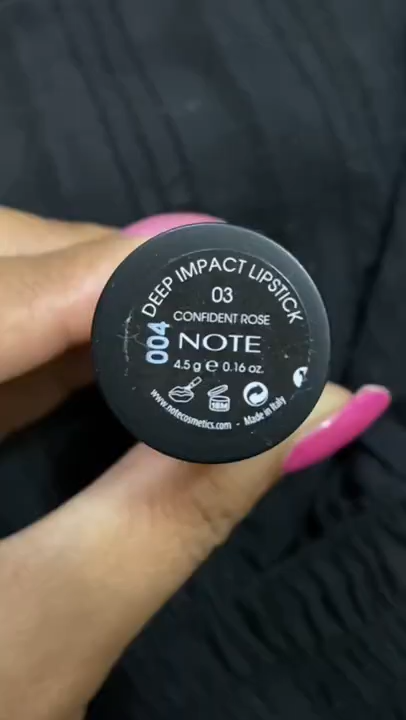 DEEP IMPACT LIPSTICK
03
CONFIDENT ROSE
004
NOTE
4.5 g e 0.16 oz.
18M
www.notecosmetics.com - Made in Italy